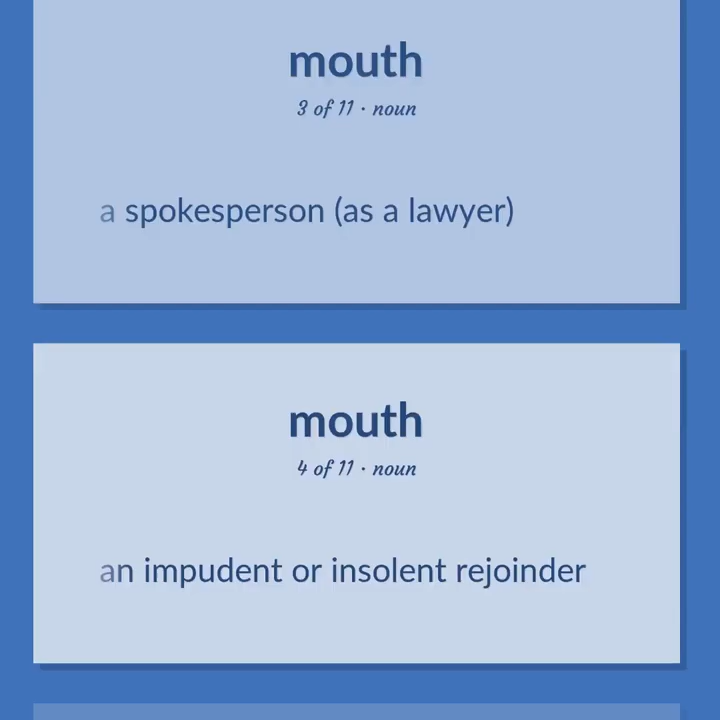 mouth
3 of 11 · noun
a spokesperson (as a lawyer)
mouth
4 of 11 · noun
an impudent or insolent rejoinder